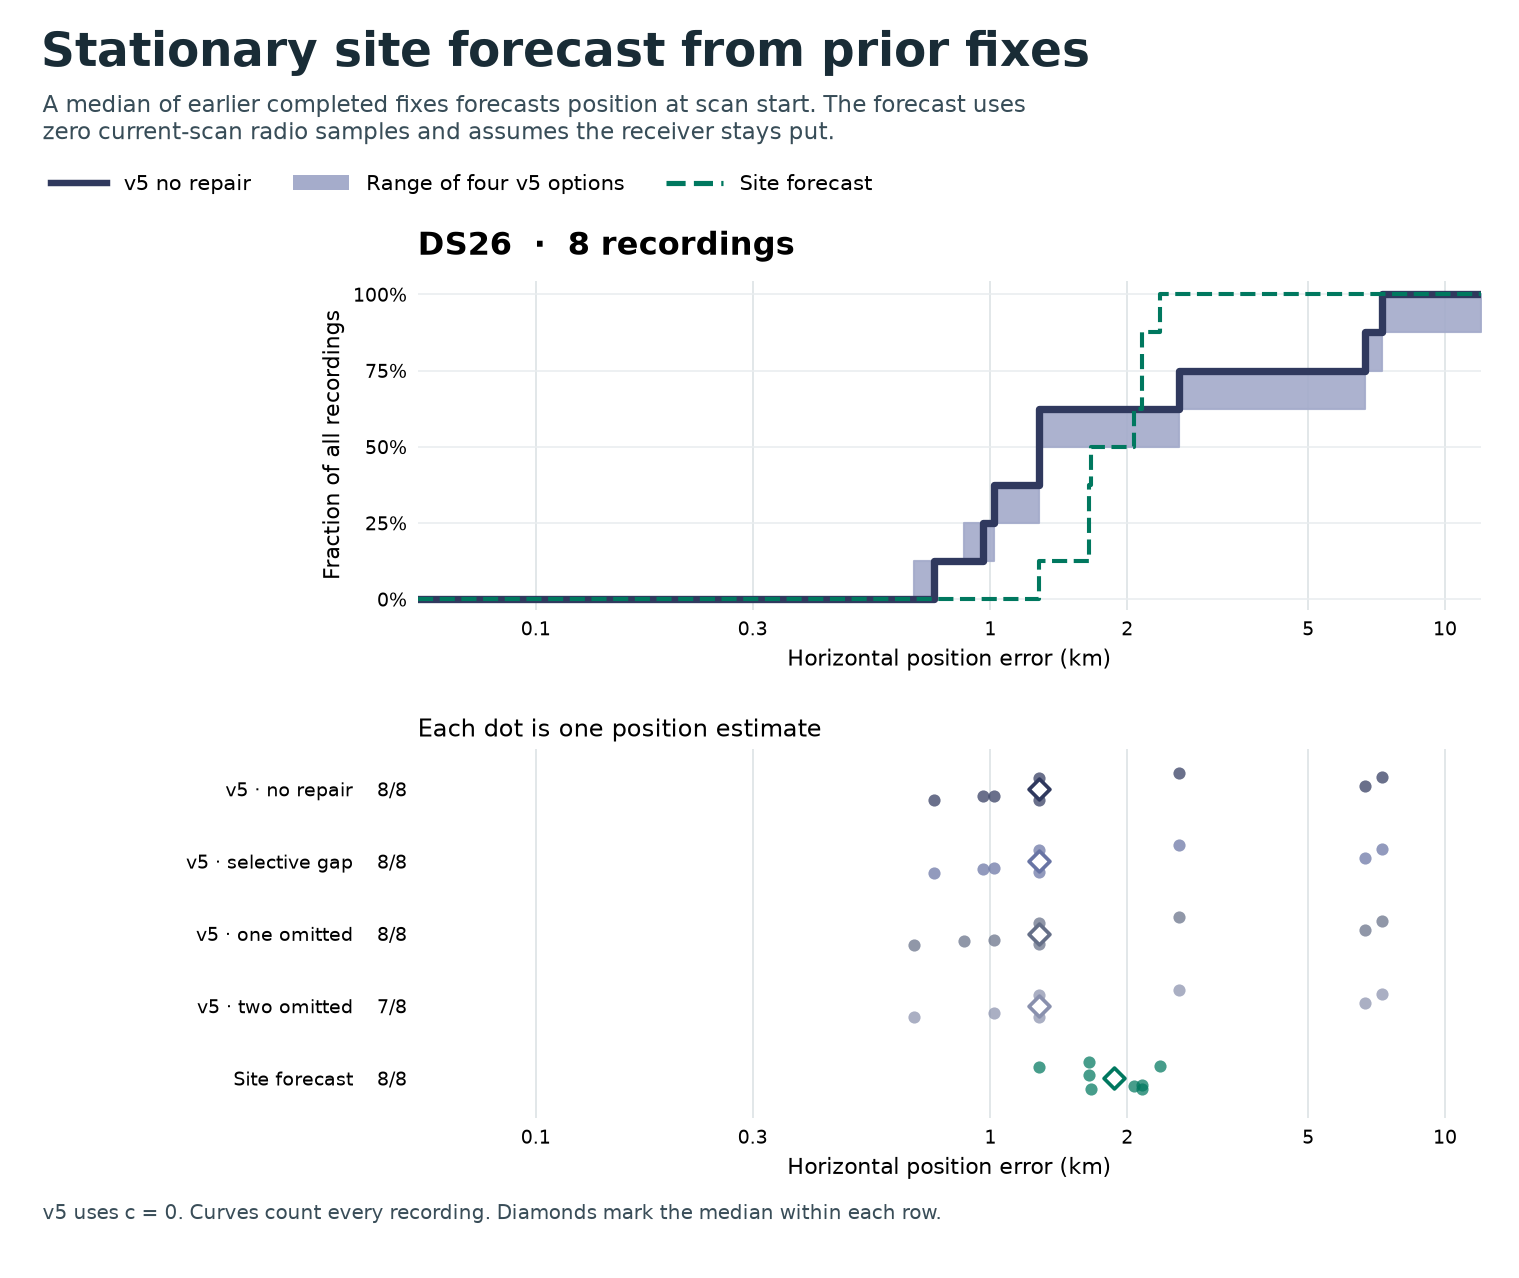 Stationary site forecast from prior fixes
A median of earlier completed fixes forecasts position at scan start. The forecast uses
zero current-scan radio samples and assumes the receiver stays put.
v5 no repair
Range of four v5 options
Site forecast
DS26 · 8 recordings
Fraction of all recordings
100%
75%
50%
25%
0%
0.1 0.3 1 2 5 10
Horizontal position error (km)
Each dot is one position estimate
v5 · no repair 8/8
v5 · selective gap 8/8
v5 · one omitted 8/8
v5 · two omitted 7/8
Site forecast 8/8
0.1 0.3 1 2 5 10
Horizontal position error (km)
v5 uses c = 0. Curves count every recording. Diamonds mark the median within each row.